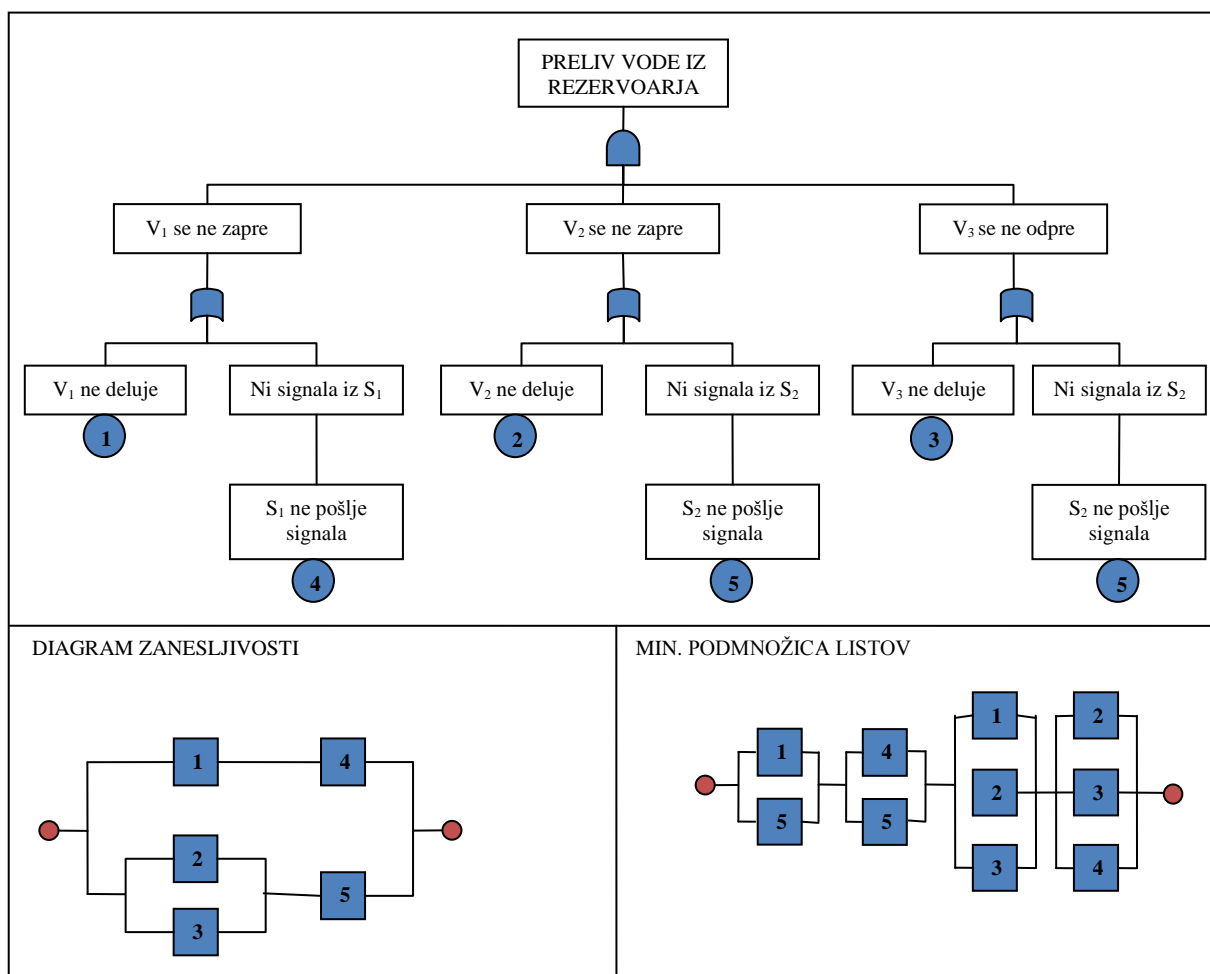 PRELIV VODE IZ
REZERVOARJA
V₁ se ne zapre
V₂ se ne zapre
V₃ se ne odpre
V₁ ne deluje
Ni signala iz S₁
V₂ ne deluje
Ni signala iz S₂
V₃ ne deluje
Ni signala iz S₂
1
2
3
S₁ ne pošlje
signala
S₂ ne pošlje
signala
S₂ ne pošlje
signala
4
5
5
DIAGRAM ZANESLJIVOSTI
1
4
2
5
3
MIN. PODMNOŽICA LISTOV
1
5
4
5
1
2
3
2
3
4